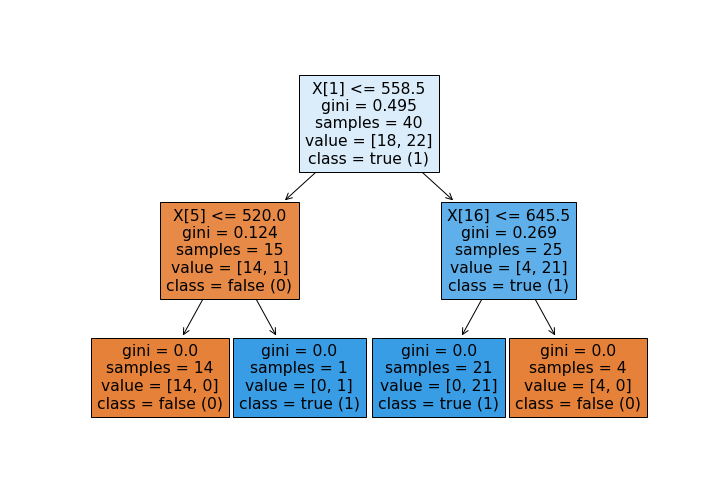 X[1] <= 558.5
gini = 0.495
samples = 40
value = [18, 22]
class = true (1)
X[5] <= 520.0
gini = 0.124
samples = 15
value = [14, 1]
class = false (0)
X[16] <= 645.5
gini = 0.269
samples = 25
value = [4, 21]
class = true (1)
gini = 0.0
samples = 14
value = [14, 0]
class = false (0)
gini = 0.0
samples = 1
value = [0, 1]
class = true (1)
gini = 0.0
samples = 21
value = [0, 21]
class = true (1)
gini = 0.0
samples = 4
value = [4, 0]
class = false (0)